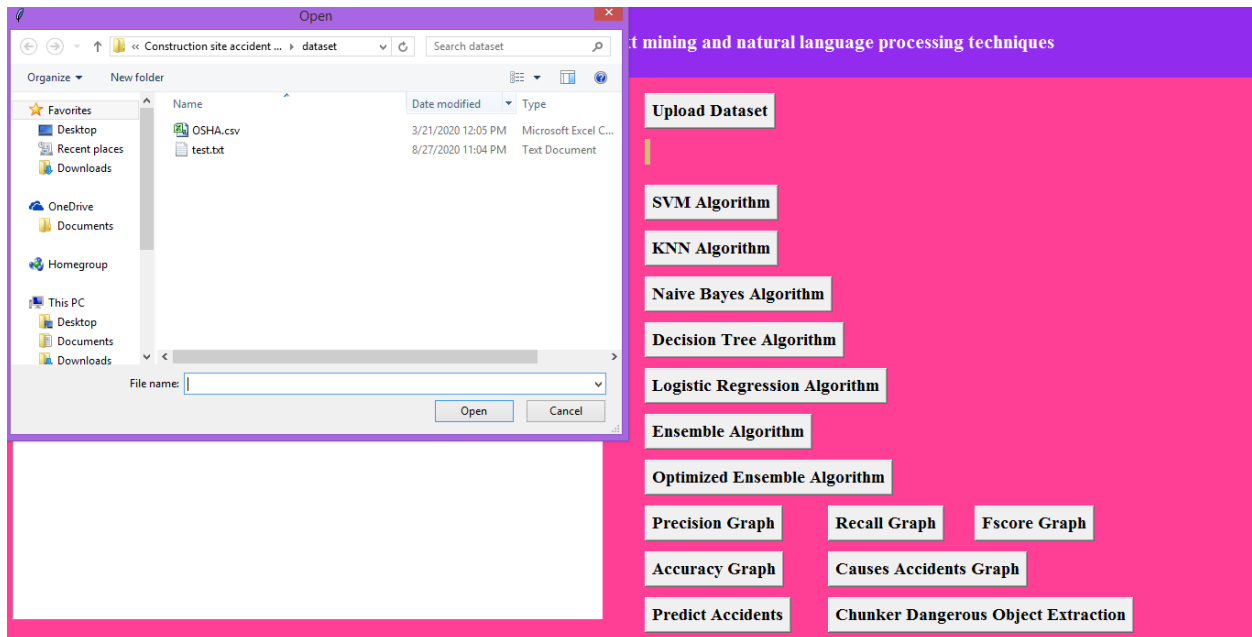 Open
« Construction site accident ... dataset
Search dataset
Organize
New folder
Name
Date modified
Type
Favorites
Desktop
Recent places
Downloads
OneDrive
Documents
Homegroup
This PC
Desktop
Documents
Downloads
OSHA.csv
3/21/2020 12:05 PM
Microsoft Excel C...
test.txt
8/27/2020 11:04 PM
Text Document
File name:
Open
Cancel
mining and natural language processing techniques
Upload Dataset
SVM Algorithm
KNN Algorithm
Naive Bayes Algorithm
Decision Tree Algorithm
Logistic Regression Algorithm
Ensemble Algorithm
Optimized Ensemble Algorithm
Precision Graph
Recall Graph
Fscore Graph
Accuracy Graph
Causes Accidents Graph
Predict Accidents
Chunker Dangerous Object Extraction